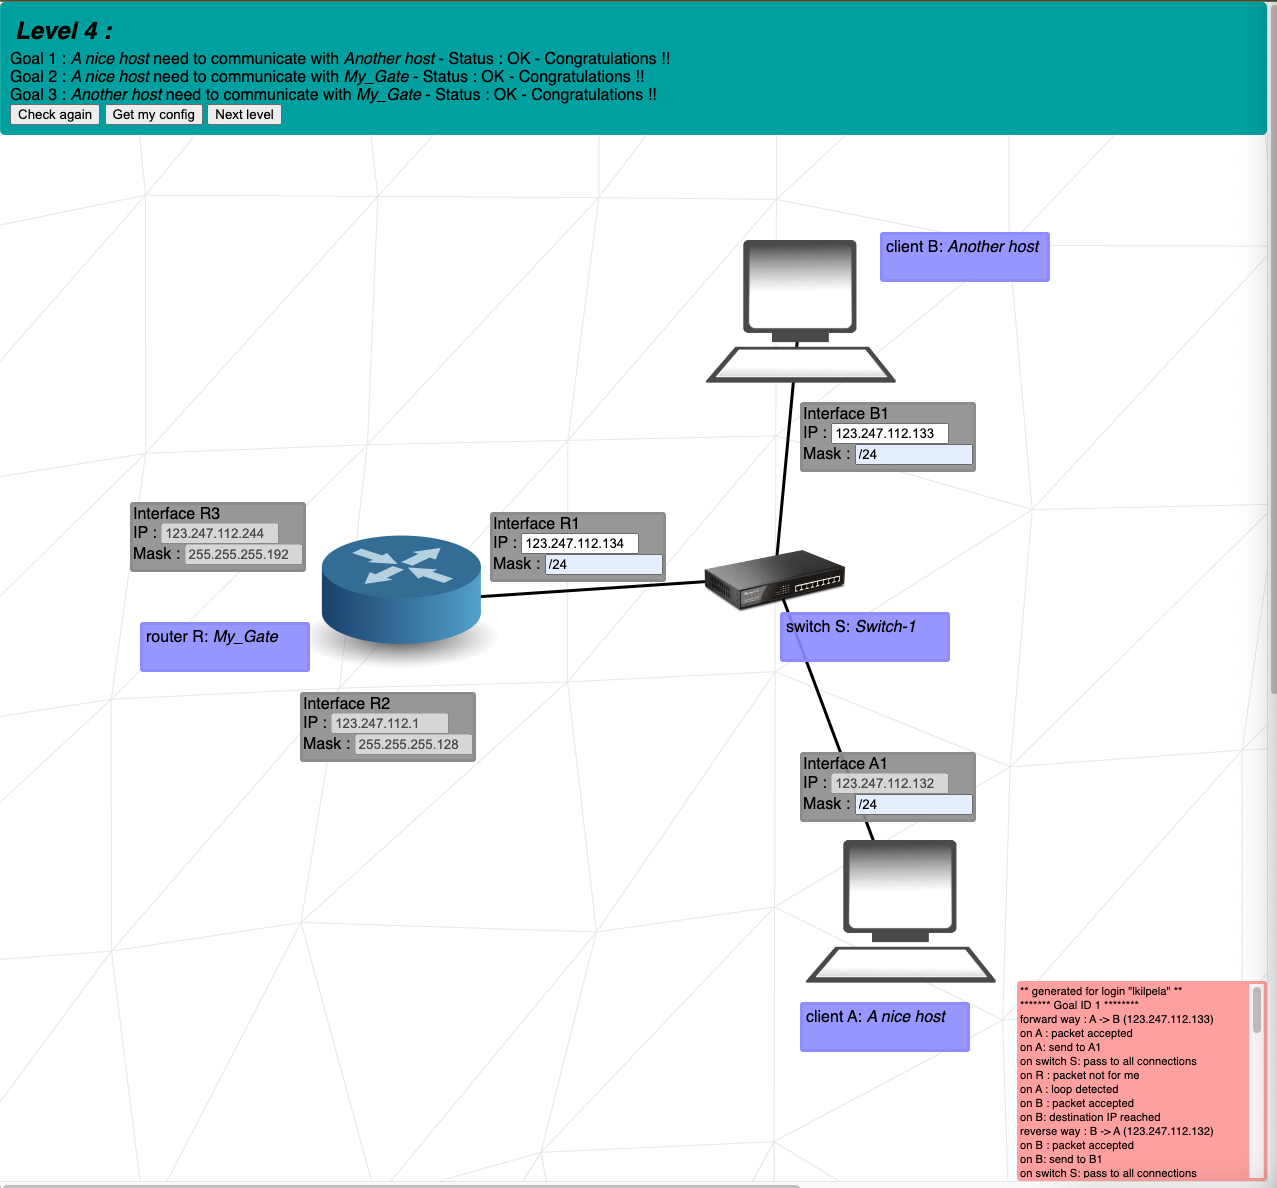 Level 4 :
Goal 1 : A nice host need to communicate with Another host - Status : OK - Congratulations !!
Goal 2 : A nice host need to communicate with My_Gate - Status : OK - Congratulations !!
Goal 3 : Another host need to communicate with My_Gate - Status : OK - Congratulations !!
Check again Get my config Next level
client B: Another host
Interface B1
IP : 123.247.112.133
Mask : /24
Interface R3
IP : 123.247.112.244
Mask : 255.255.255.192
Interface R1
IP : 123.247.112.134
Mask : /24
router R: My_Gate
switch S: Switch-1
Interface R2
IP : 123.247.112.1
Mask : 255.255.255.128
Interface A1
IP : 123.247.112.132
Mask : /24
client A: A nice host
** generated for login "lkilpela" **
******* Goal ID 1 ********
forward way : A -> B (123.247.112.133)
on A : packet accepted
on A: send to A1
on switch S: pass to all connections
on R : packet not for me
on A : loop detected
on B : packet accepted
on B: destination IP reached
reverse way : B -> A (123.247.112.132)
on B : packet accepted
on B: send to B1
on switch S: pass to all connections